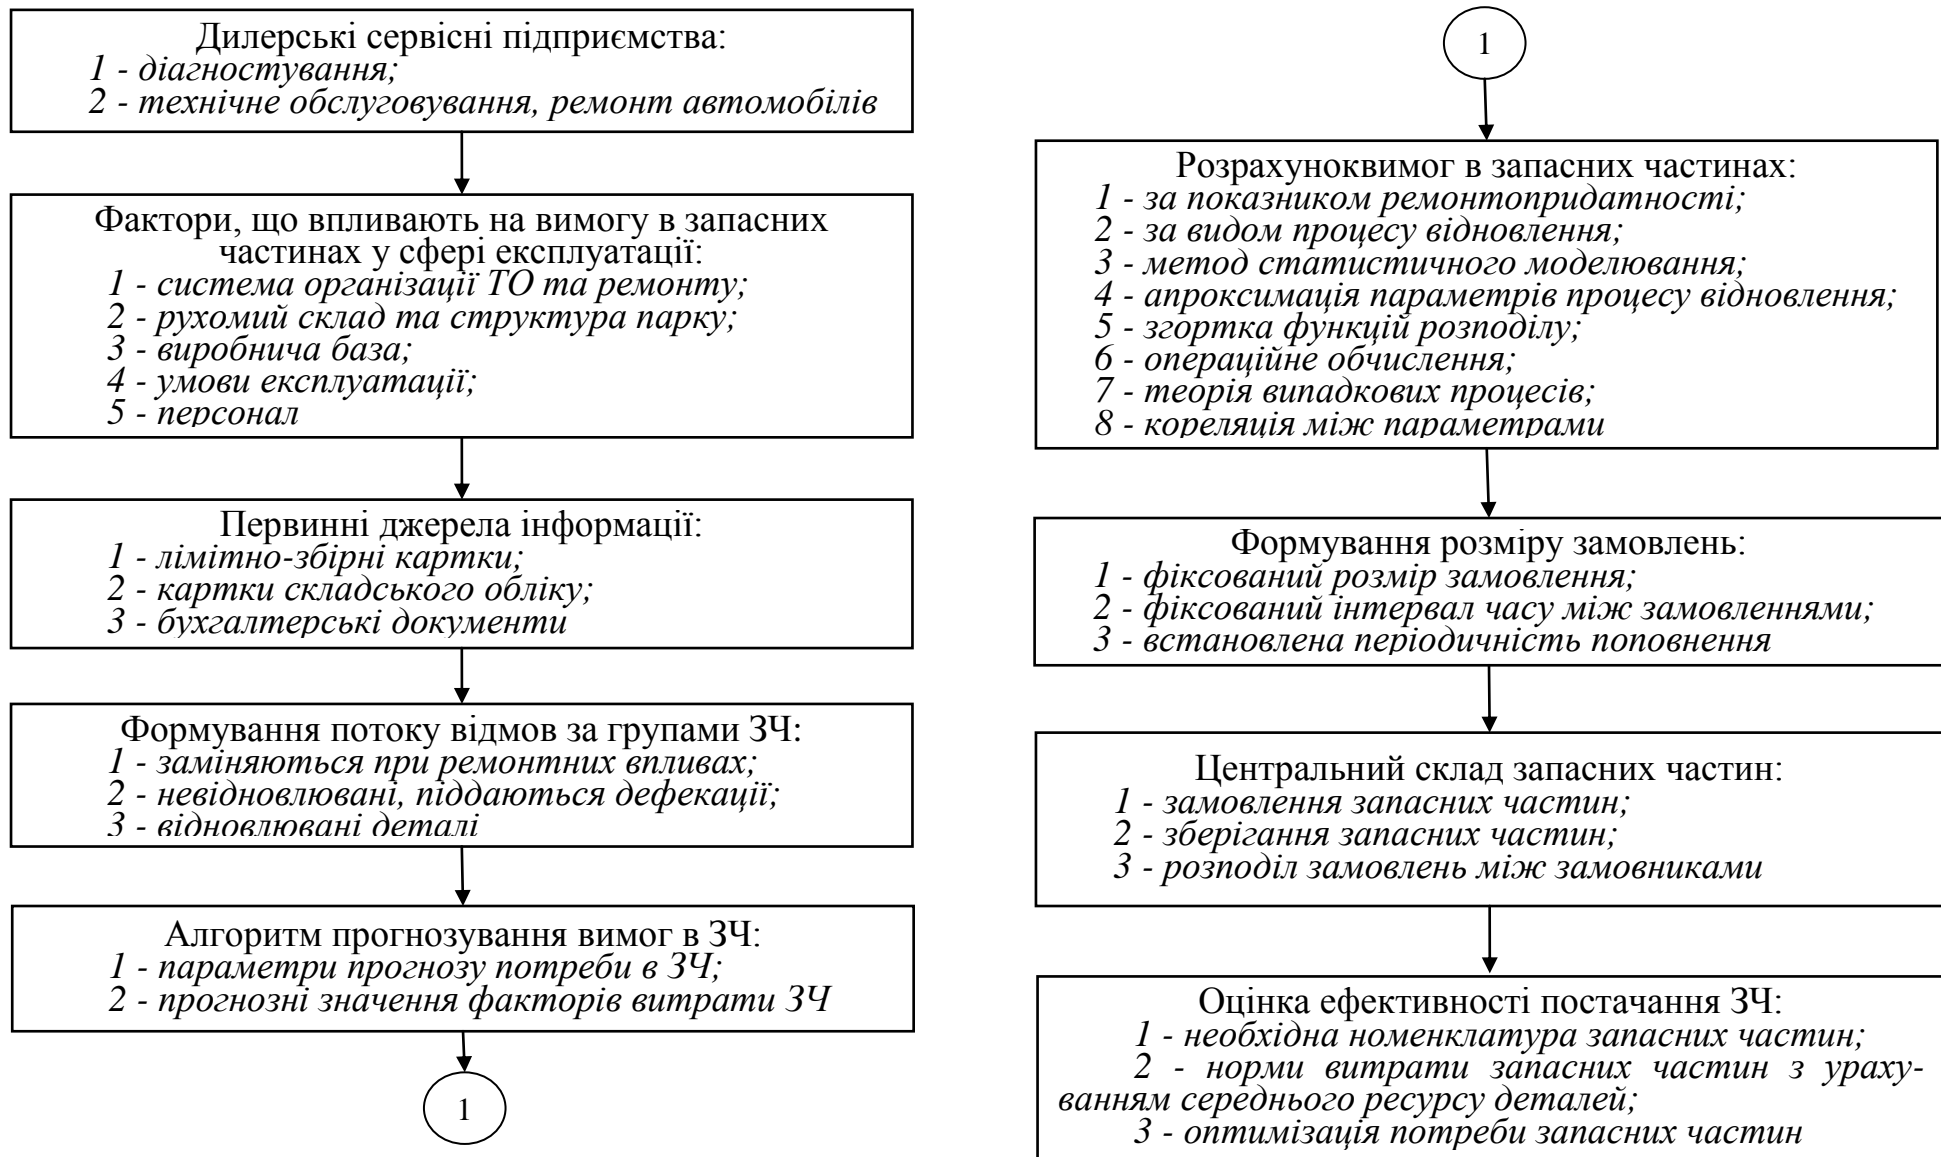 Дилерські сервісні підприємства:
1 - діагностування;
2 - технічне обслуговування, ремонт автомобілів
Фактори, що впливають на вимогу в запасних
частинах у сфері експлуатації:
1 - система організації ТО та ремонту;
2 - рухомий склад та структура парку;
3 - виробнича база;
4 - умови експлуатації;
5 - персонал
Первинні джерела інформації:
1 - лімітно-збірні картки;
2 - картки складського обліку;
3 - бухгалтерські документи
Формування потоку відмов за групами ЗЧ:
1 - заміняються при ремонтних впливах;
2 - невідновлювані, піддаються дефекації;
3 - відновлювані деталі
Алгоритм прогнозування вимог в ЗЧ:
1 - параметри прогнозу потреби в ЗЧ;
2 - прогнозні значення факторів витрати ЗЧ
1
1
Розрахуноквимог в запасних частинах:
1 - за показником ремонтопридатності;
2 - за видом процесу відновлення;
3 - метод статистичного моделювання;
4 - апроксимація параметрів процесу відновлення;
5 - згортка функцій розподілу;
6 - операційне обчислення;
7 - теорія випадкових процесів;
8 - кореляція між параметрами
Формування розміру замовлень:
1 - фіксований розмір замовлення;
2 - фіксований інтервал часу між замовленнями;
3 - встановлена періодичність поповнення
Центральний склад запасних частин:
1 - замовлення запасних частин;
2 - зберігання запасних частин;
3 - розподіл замовлень між замовниками
Оцінка ефективності постачання ЗЧ:
1 - необхідна номенклатура запасних частин;
2 - норми витрати запасних частин з ураху-
ванням середнього ресурсу деталей;
3 - оптимізація потреби запасних частин